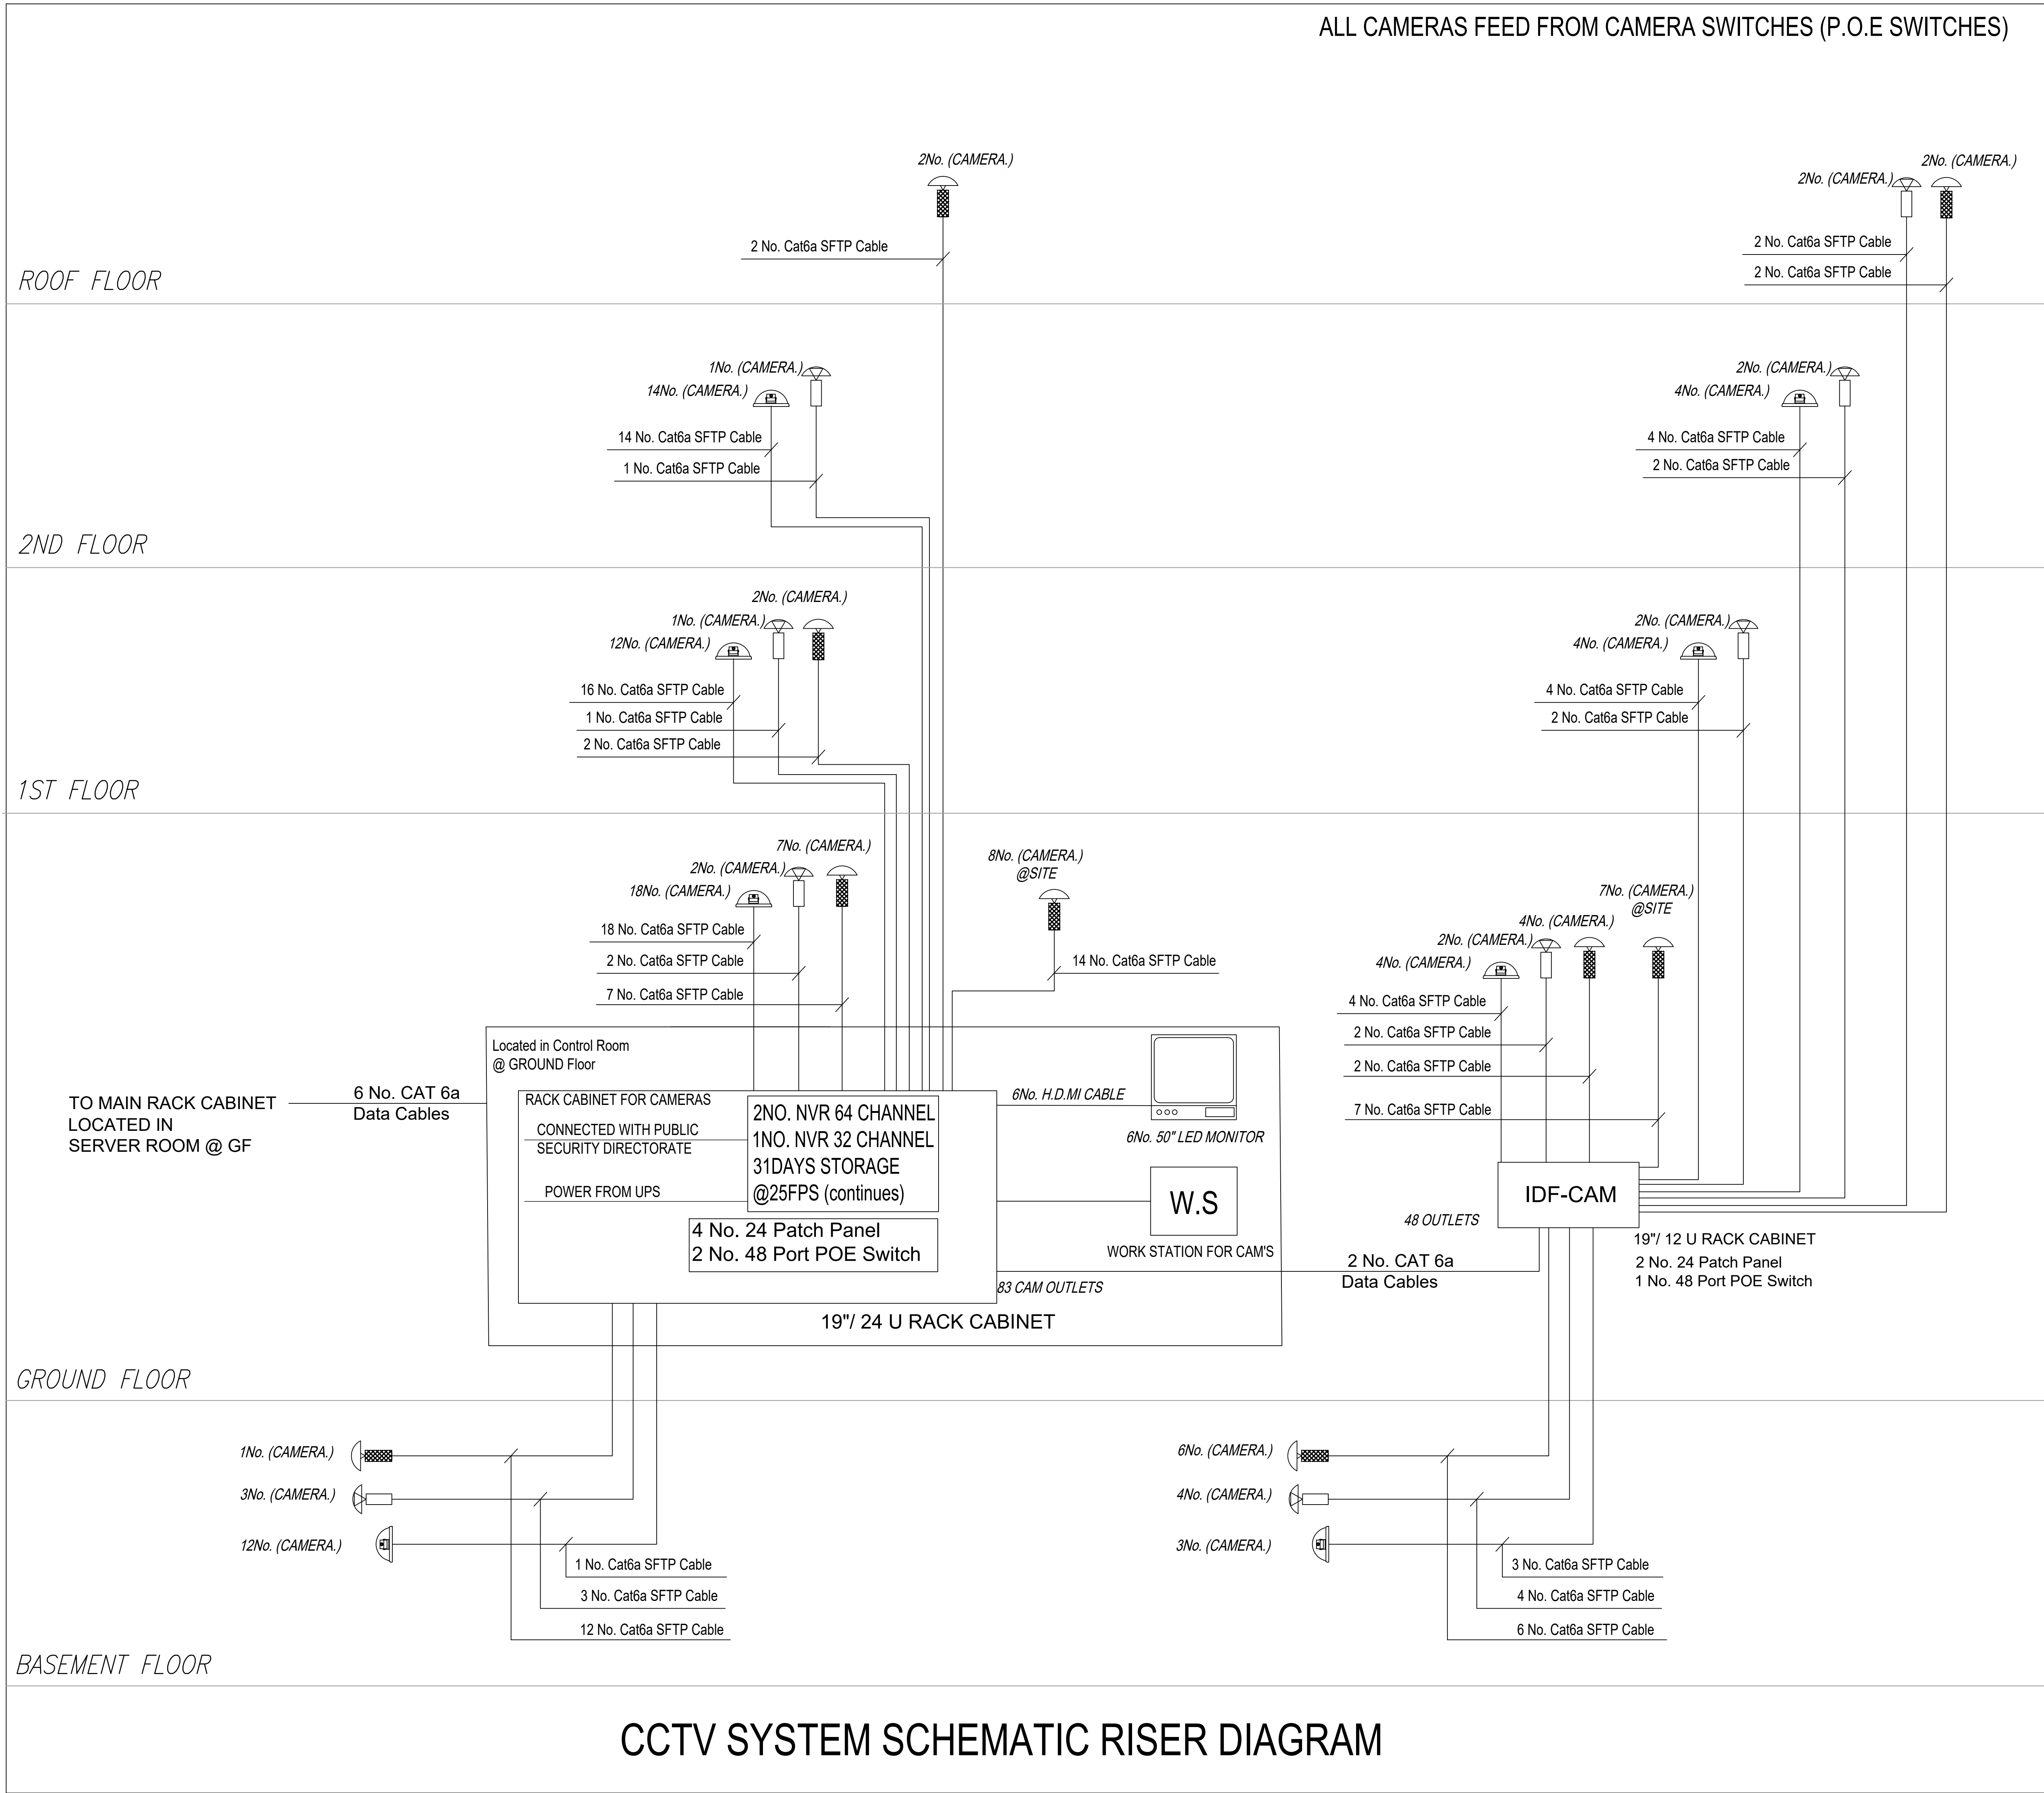 ALL CAMERAS FEED FROM CAMERA SWITCHES (P.O.E SWITCHES)
2No. (CAMERA.)
2 No. Cat6a SFTP Cable
2No. (CAMERA.)
2No. (CAMERA.)
2 No. Cat6a SFTP Cable
2 No. Cat6a SFTP Cable
ROOF FLOOR
1No. (CAMERA.)
14No. (CAMERA.)
14 No. Cat6a SFTP Cable
1 No. Cat6a SFTP Cable
2No. (CAMERA.)
4No. (CAMERA.)
4 No. Cat6a SFTP Cable
2 No. Cat6a SFTP Cable
2ND FLOOR
2No. (CAMERA.)
1No. (CAMERA.)
12No. (CAMERA.)
16 No. Cat6a SFTP Cable
1 No. Cat6a SFTP Cable
2 No. Cat6a SFTP Cable
2No. (CAMERA.)
4No. (CAMERA.)
4 No. Cat6a SFTP Cable
2 No. Cat6a SFTP Cable
1ST FLOOR
7No. (CAMERA.)
2No. (CAMERA.)
18No. (CAMERA.)
18 No. Cat6a SFTP Cable
2 No. Cat6a SFTP Cable
7 No. Cat6a SFTP Cable
8No. (CAMERA.)
@SITE
14 No. Cat6a SFTP Cable
7No. (CAMERA.)
@SITE
4No. (CAMERA.)
2No. (CAMERA.)
4No. (CAMERA.)
4 No. Cat6a SFTP Cable
2 No. Cat6a SFTP Cable
2 No. Cat6a SFTP Cable
7 No. Cat6a SFTP Cable
Located in Control Room
@ GROUND Floor
TO MAIN RACK CABINET
LOCATED IN
SERVER ROOM @ GF
6 No. CAT 6a
Data Cables
RACK CABINET FOR CAMERAS
CONNECTED WITH PUBLIC
SECURITY DIRECTORATE
POWER FROM UPS
2NO. NVR 64 CHANNEL
1NO. NVR 32 CHANNEL
31DAYS STORAGE
@25FPS (continues)
4 No. 24 Patch Panel
2 No. 48 Port POE Switch
6No. H.D.MI CABLE
6No. 50" LED MONITOR
W.S
WORK STATION FOR CAM'S
83 CAM OUTLETS
19"/ 24 U RACK CABINET
2 No. CAT 6a
Data Cables
IDF-CAM
48 OUTLETS
19"/ 12 U RACK CABINET
2 No. 24 Patch Panel
1 No. 48 Port POE Switch
GROUND FLOOR
1No. (CAMERA.)
3No. (CAMERA.)
12No. (CAMERA.)
1 No. Cat6a SFTP Cable
3 No. Cat6a SFTP Cable
12 No. Cat6a SFTP Cable
6No. (CAMERA.)
4No. (CAMERA.)
3No. (CAMERA.)
3 No. Cat6a SFTP Cable
4 No. Cat6a SFTP Cable
6 No. Cat6a SFTP Cable
BASEMENT FLOOR
CCTV SYSTEM SCHEMATIC RISER DIAGRAM